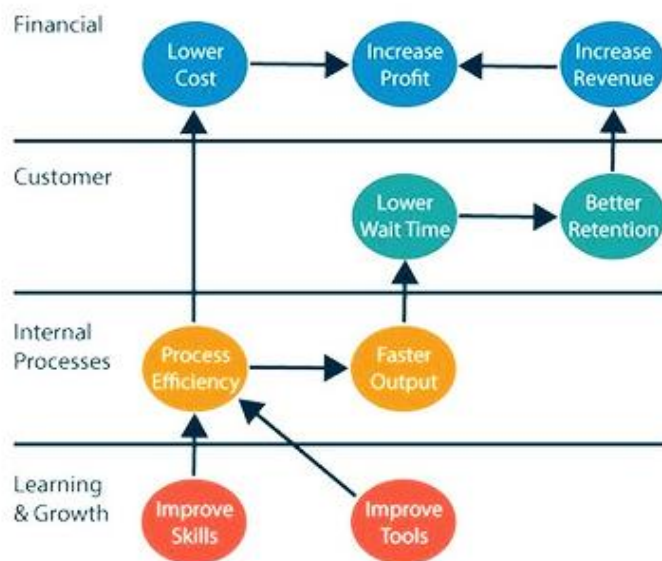 Financial
Lower
Cost
Increase
Profit
Increase
Revenue
Customer
Lower
Wait Time
Better
Retention
Internal
Processes
Process
Efficiency
Faster
Output
Learning
& Growth
Improve
Skills
Improve
Tools